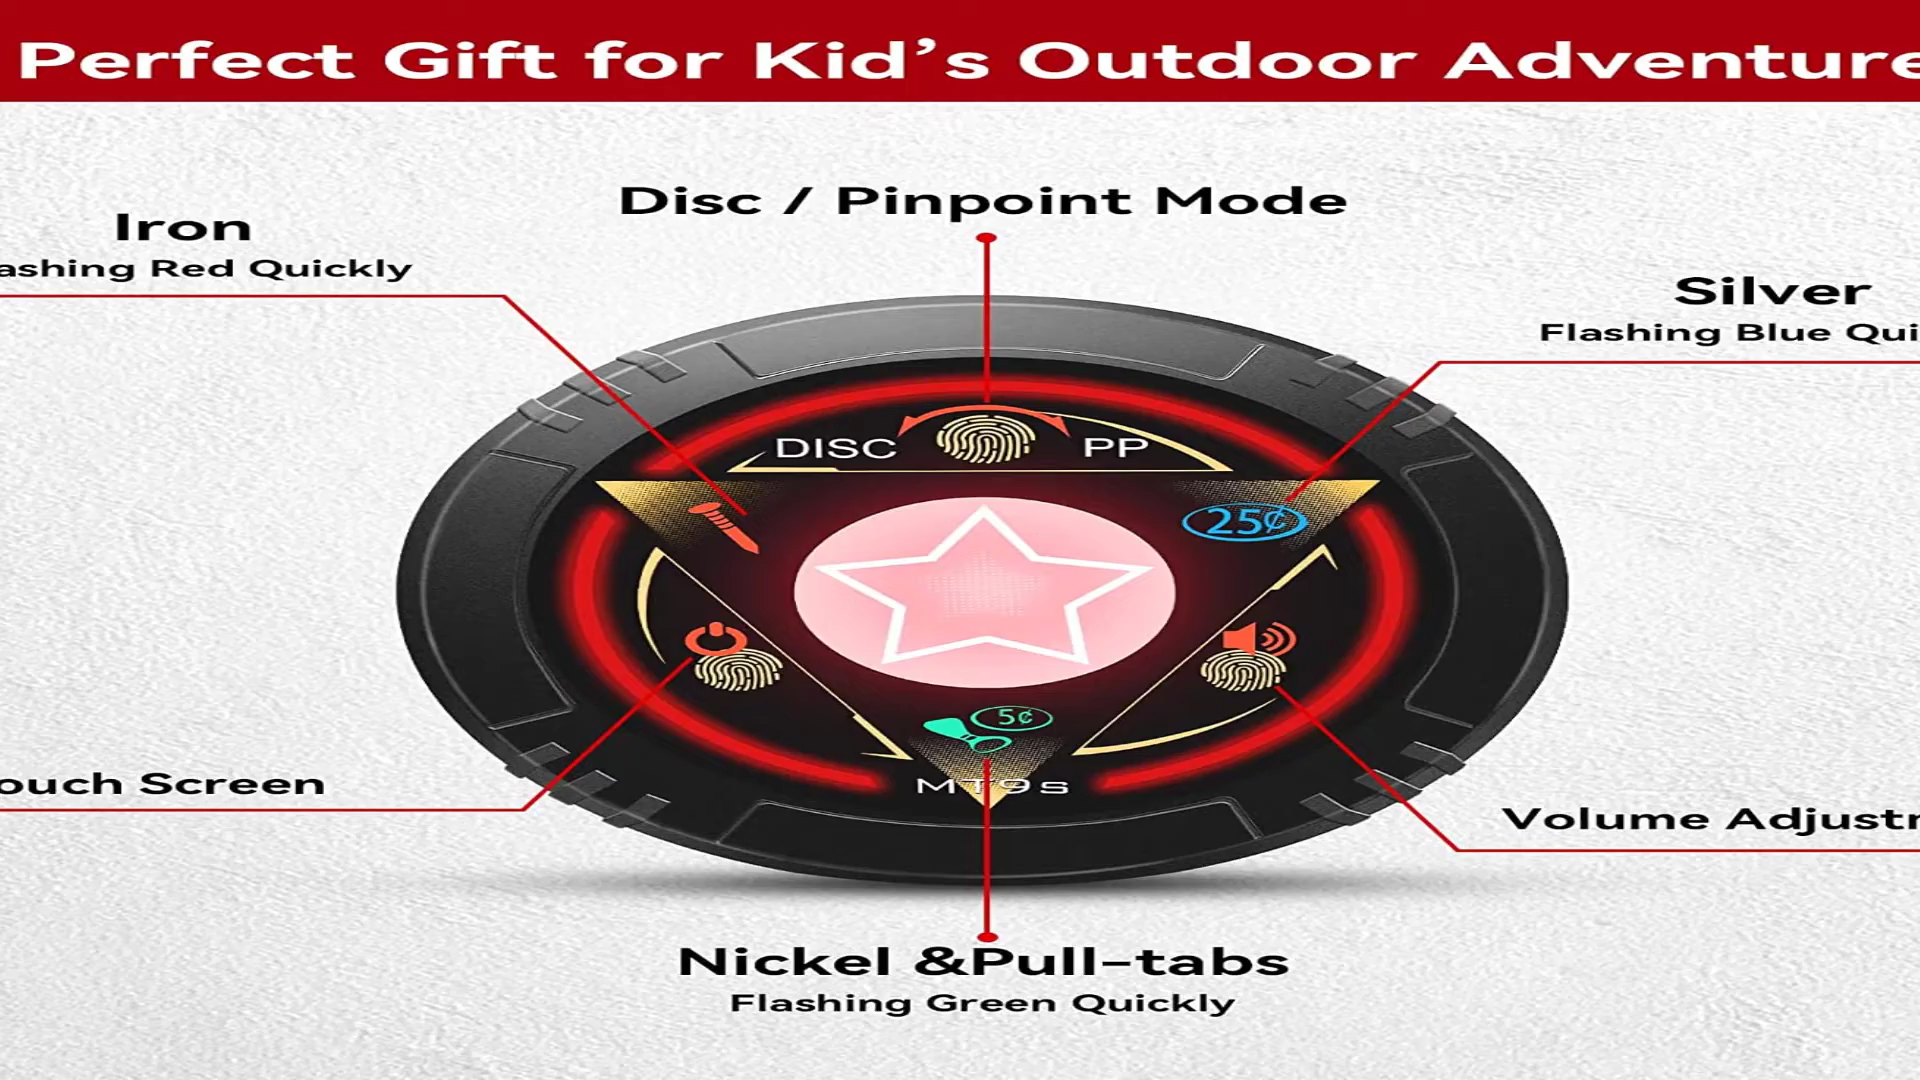 Perfect Gift for Kid's Outdoor Adventure
Disc / Pinpoint Mode
Iron
ashing Red Quickly
Silver
Flashing Blue Qui
DISC
PP
25¢
5¢
MT9s
ouch Screen
Volume Adjust
Nickel &Pull-tabs
Flashing Green Quickly